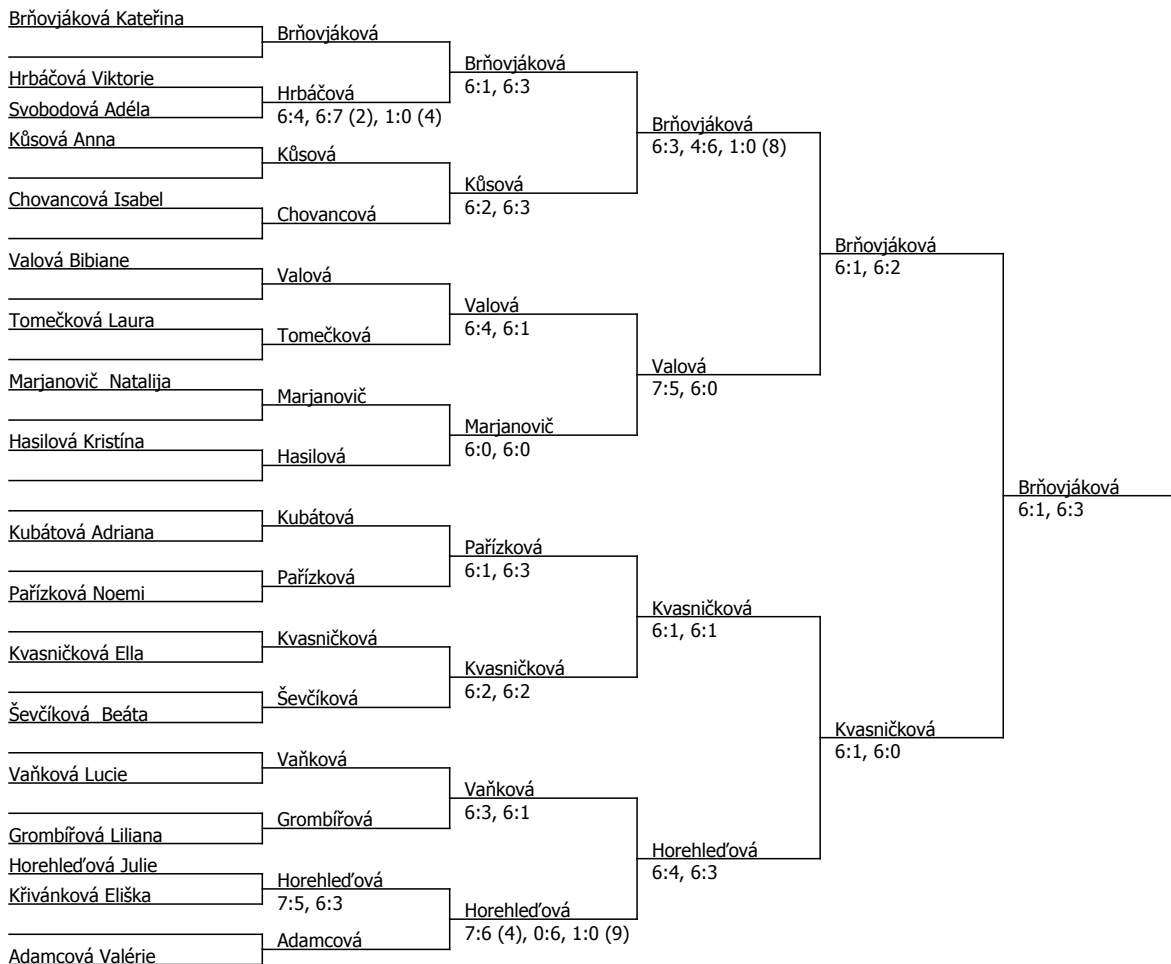 Brňovjáková Kateřina
Hrbáčová Viktorie
Svobodová Adéla
Kůsová Anna
Chovancová Isabel
Valová Bibiane
Tomečková Laura
Marjanovič  Natalija
Hasilová Kristína
Kubátová Adriana
Pařízková Noemi
Kvasničková Ella
Ševčíková  Beáta
Vaňková Lucie
Grombířová Liliana
Horehleďová Julie
Křivánková Eliška
Adamcová Valérie
Brňovjáková
Hrbáčová
6:4, 6:7 (2), 1:0 (4)
Kůsová
Chovancová
Valová
Tomečková
Marjanovič
Hasilová
Kubátová
Pařízková
Kvasničková
Ševčíková
Vaňková
Grombířová
Horehleďová
7:5, 6:3
Adamcová
Brňovjáková
6:1, 6:3
Kůsová
6:2, 6:3
Valová
6:4, 6:1
Marjanovič
6:0, 6:0
Pařízková
6:1, 6:3
Kvasničková
6:2, 6:2
Vaňková
6:3, 6:1
Horehleďová
7:6 (4), 0:6, 1:0 (9)
Brňovjáková
6:3, 4:6, 1:0 (8)
Valová
7:5, 6:0
Kvasničková
6:1, 6:1
Horehleďová
6:4, 6:3
Brňovjáková
6:1, 6:2
Kvasničková
6:1, 6:0
Brňovjáková
6:1, 6:3